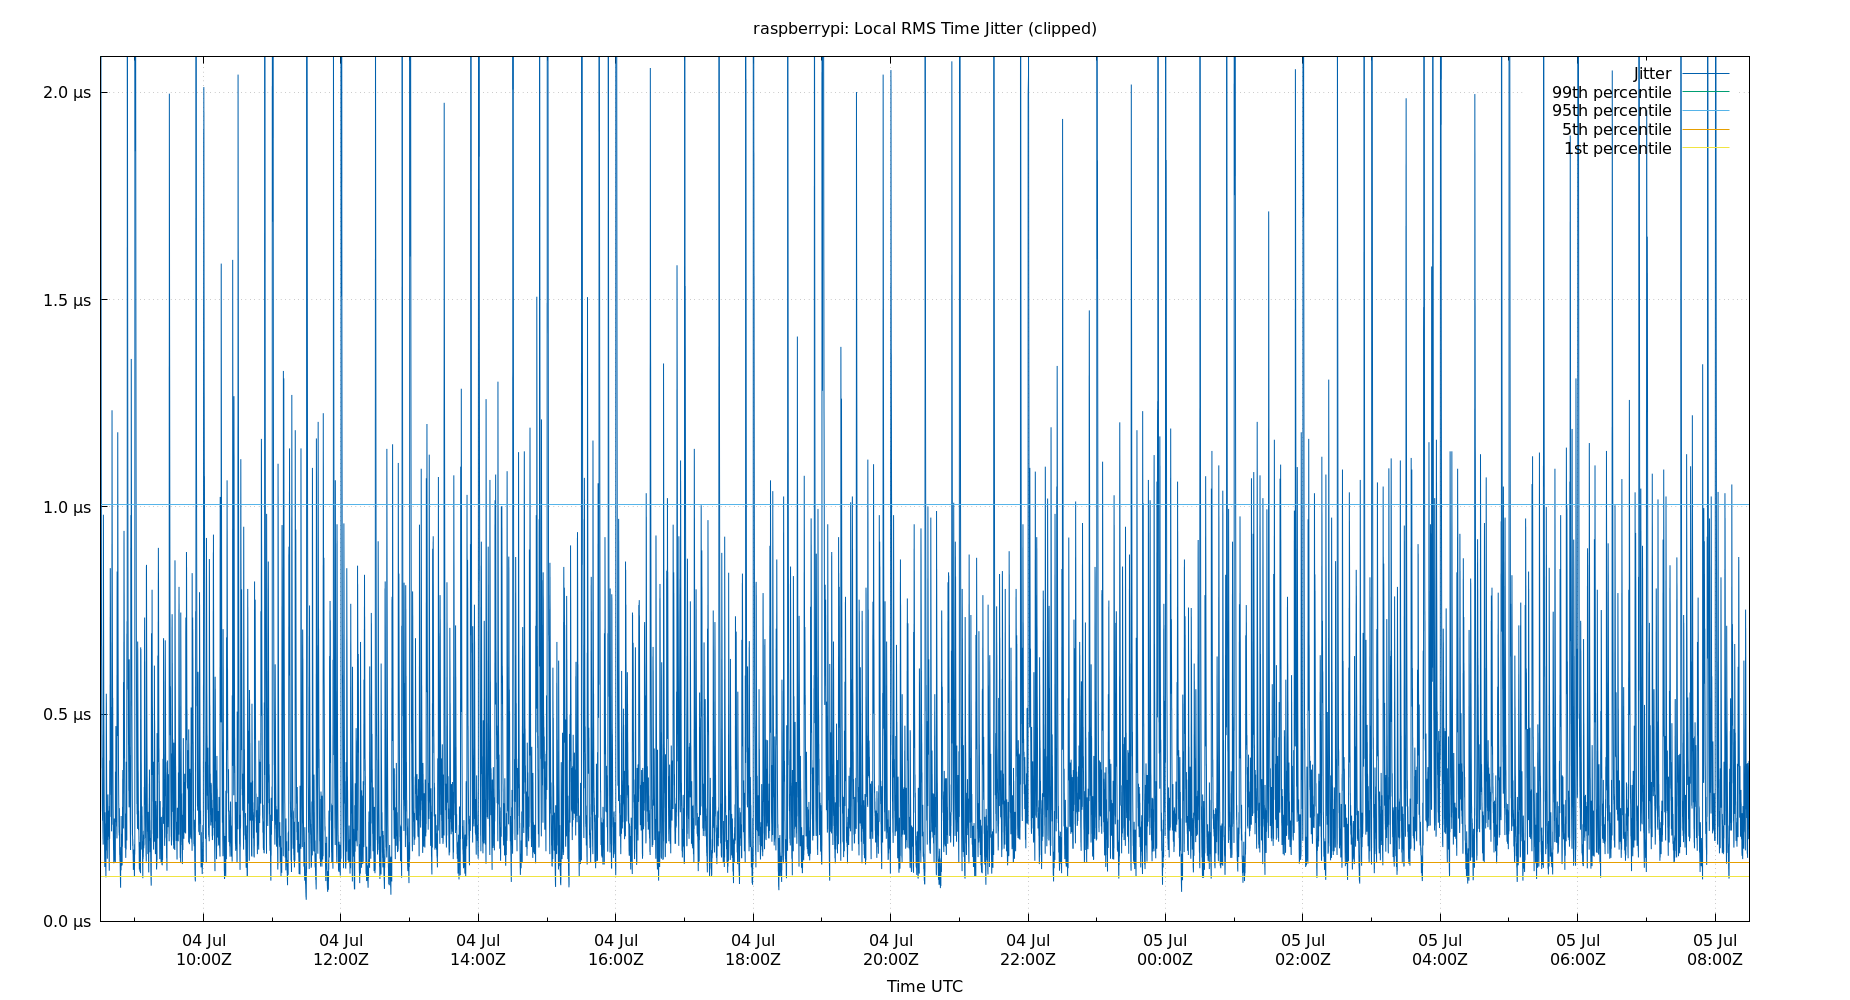 raspberrypi: Local RMS Time Jitter (clipped)
Jitter
99th percentile
95th percentile
5th percentile
1st percentile
2.0 µs
1.5 µs
1.0 µs
0.5 µs
0.0 µs
04 Jul 04 Jul 04 Jul 04 Jul 04 Jul 04 Jul 04 Jul 05 Jul 05 Jul 05 Jul 05 Jul 05 Jul
10:00Z 12:00Z 14:00Z 16:00Z 18:00Z 20:00Z 22:00Z 00:00Z 02:00Z 04:00Z 06:00Z 08:00Z
Time UTC